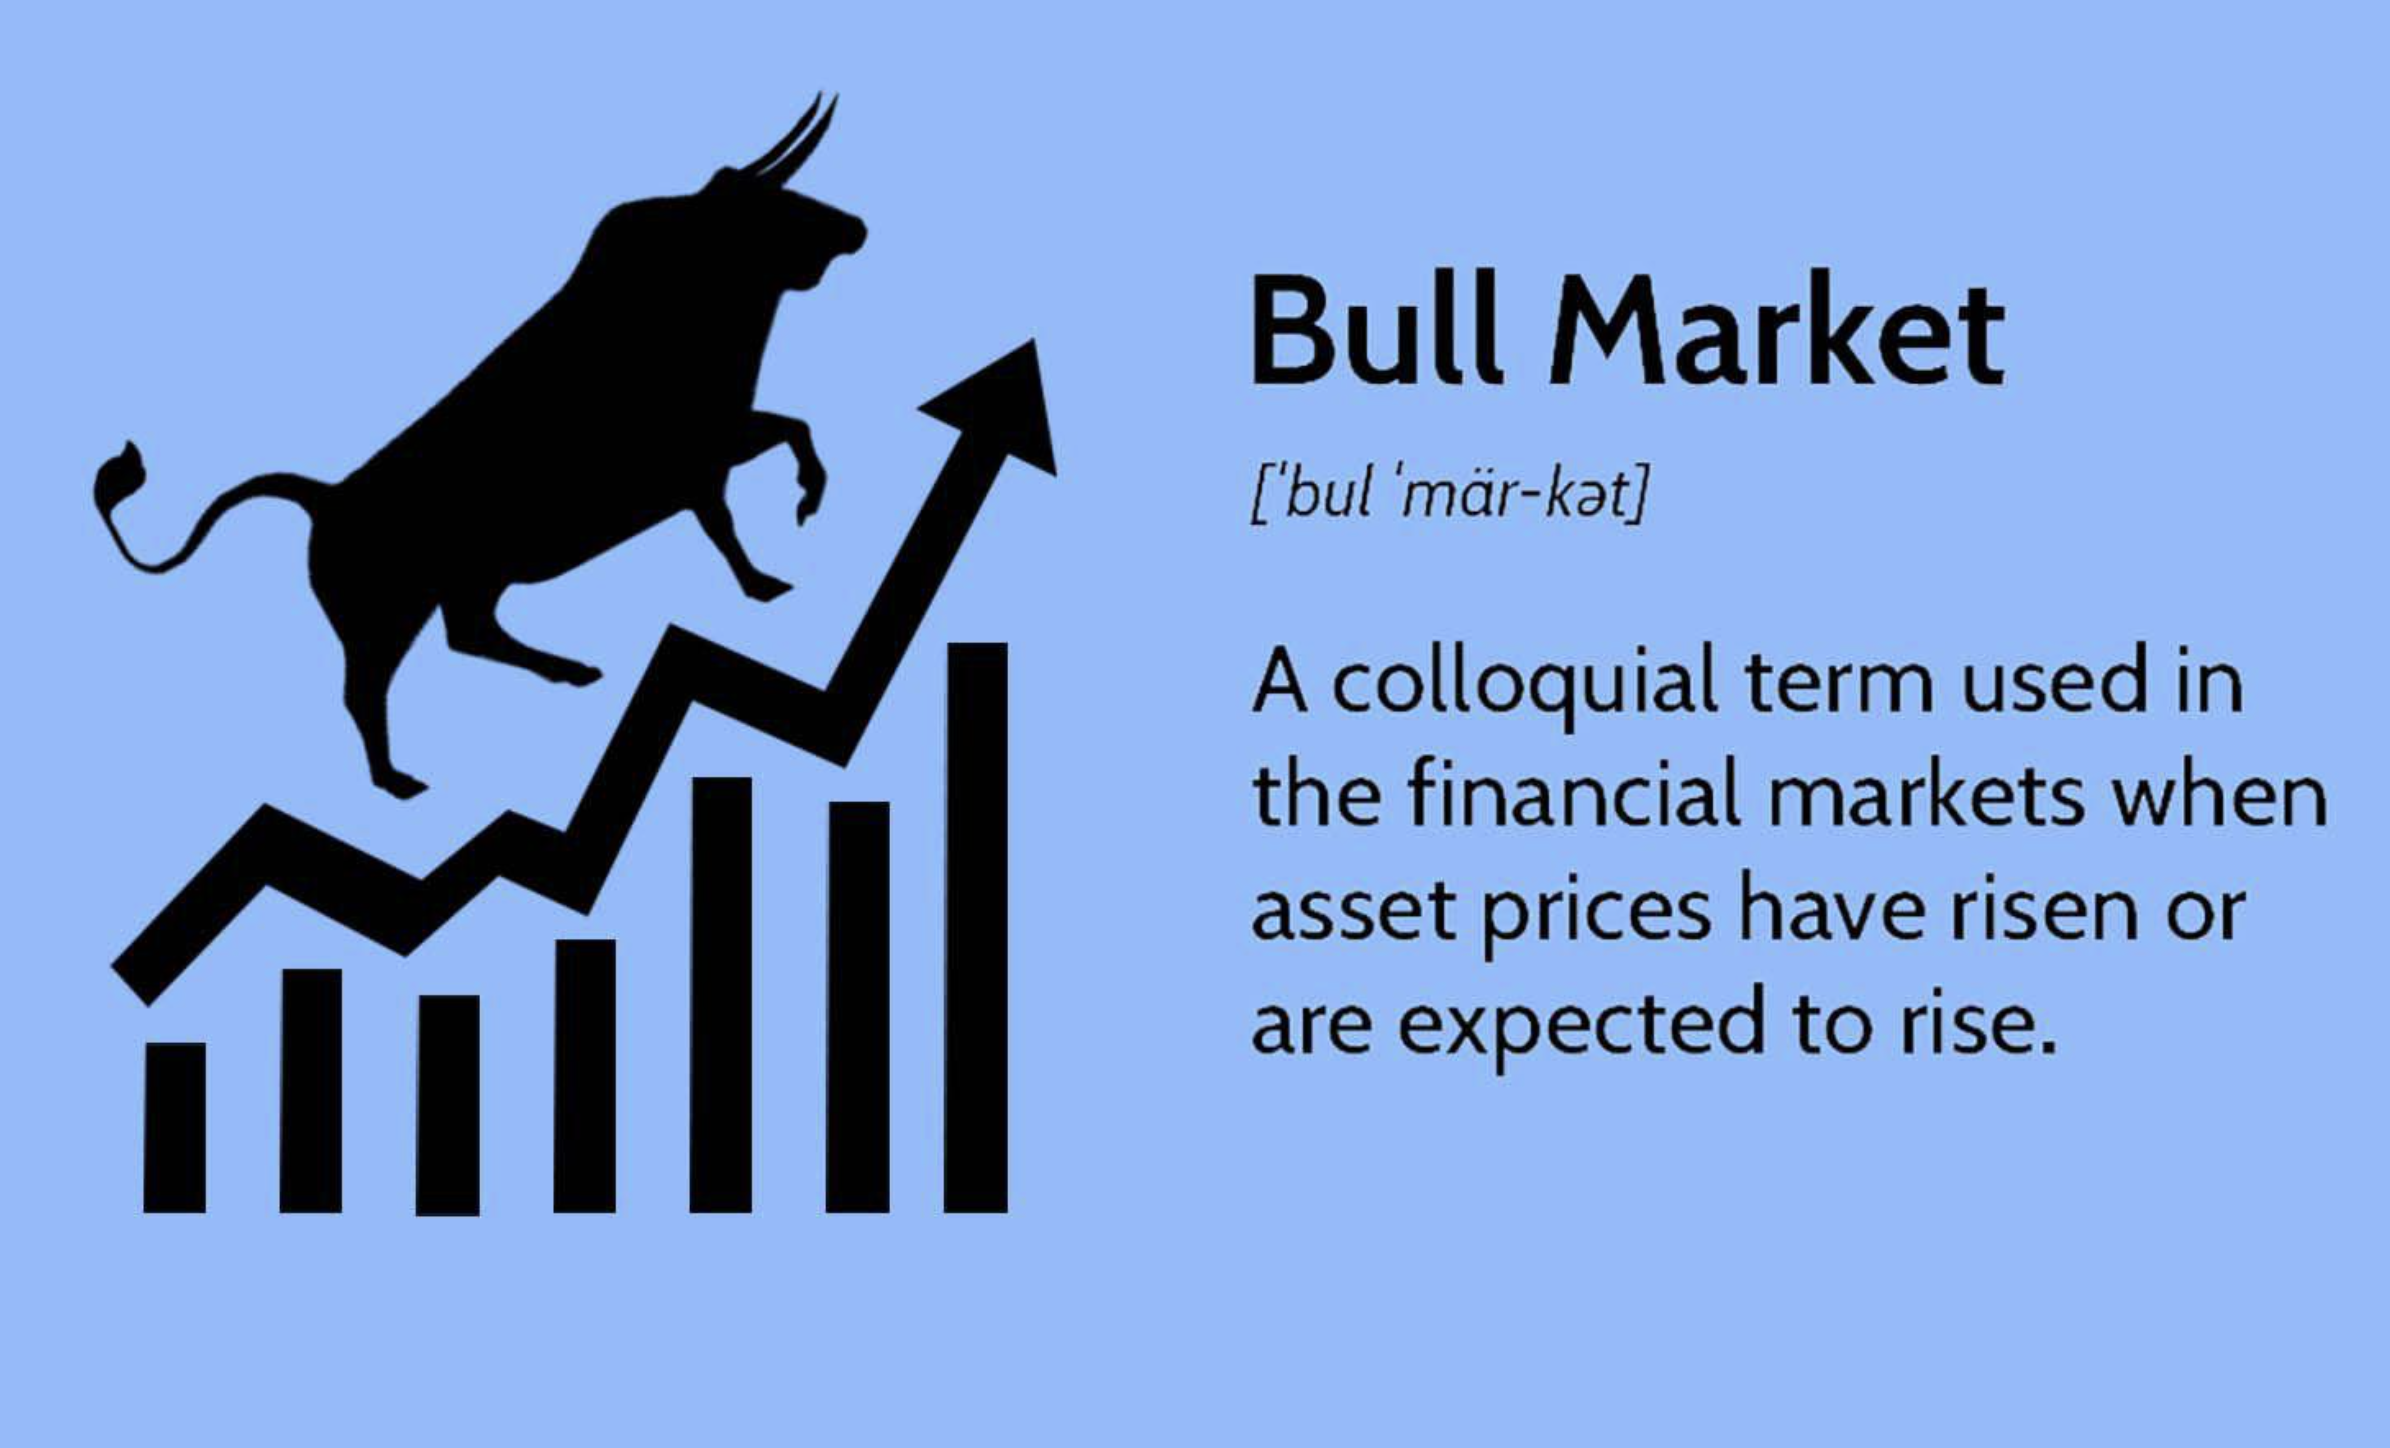 Bull Market
[ˈbul ˈmär-kət]
A colloquial term used in
the financial markets when
asset prices have risen or
are expected to rise.